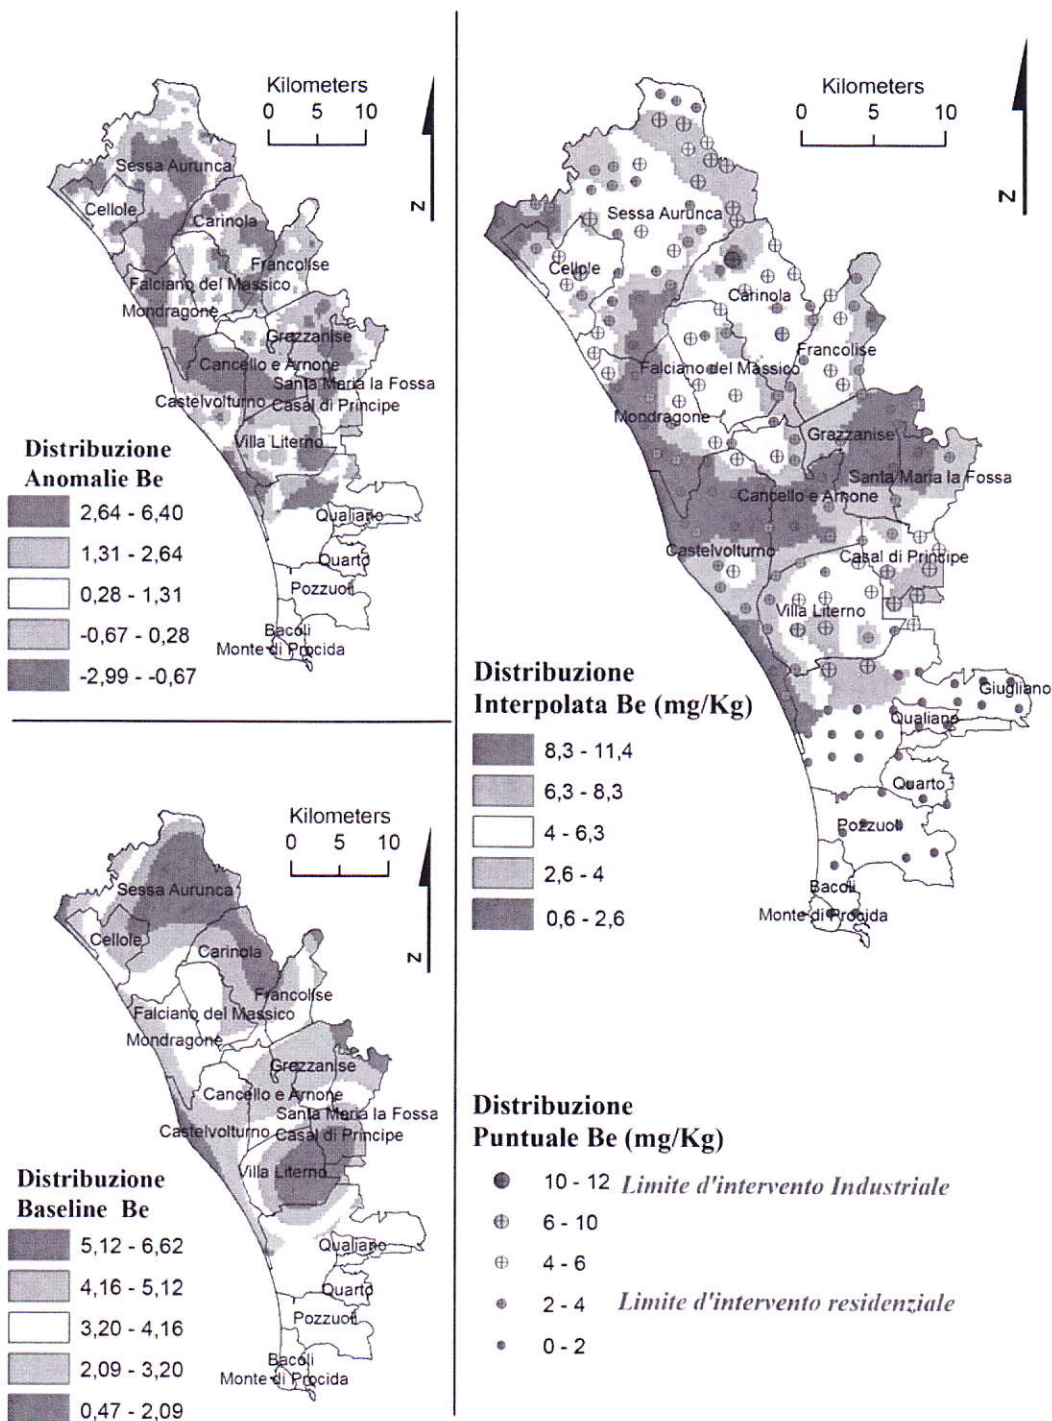 Kilometers
0 5 10
N
Sessa Aurunca
Cellole
Carinola
Francolise
Falciano del Massico
Mondragone
Grazzanise
Cancello e Arnone
Santa Maria la Fossa
Castelvolturno
Casal di Principe
Villa Literno
Qualiano
Quarto
Pozzuoli
Bacoli
Monte di Procida
Distribuzione
Anomalie Be
2,64 - 6,40
1,31 - 2,64
0,28 - 1,31
-0,67 - 0,28
-2,99 - -0,67
Kilometers
0 5 10
N
Sessa Aurunca
Cellole
Carinola
Francolise
Falciano del Massico
Mondragone
Grazzanise
Cancello e Arnone
Santa Maria la Fossa
Castelvolturno
Casal di Principe
Villa Literno
Qualiano
Quarto
Pozzuoli
Bacoli
Monte di Procida
Distribuzione
Baseline Be
5,12 - 6,62
4,16 - 5,12
3,20 - 4,16
2,09 - 3,20
0,47 - 2,09
Kilometers
0 5 10
N
Sessa Aurunca
Cellole
Carinola
Francolise
Falciano del Massico
Mondragone
Grazzanise
Santa Maria la Fossa
Cancello e Arnone
Castelvolturno
Casal di Principe
Villa Literno
Giugliano
Qualiano
Quarto
Pozzuoli
Bacoli
Monte di Procida
Distribuzione
Interpolata Be (mg/Kg)
8,3 - 11,4
6,3 - 8,3
4 - 6,3
2,6 - 4
0,6 - 2,6
Distribuzione
Puntuale Be (mg/Kg)
10 - 12 Limite d'intervento Industriale
6 - 10
4 - 6
2 - 4 Limite d'intervento residenziale
0 - 2